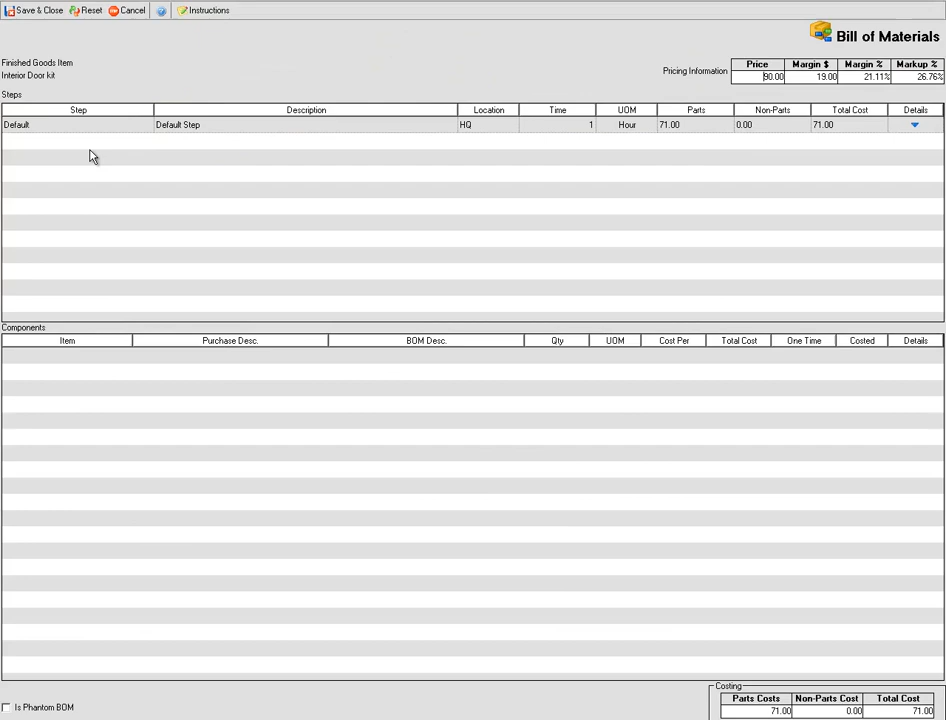 Save & Close Reset Cancel Instructions
Bill of Materials
Finished Goods Item
Interior Door kit
Pricing Information
Price Margin $ Margin % Markup %
90.00 19.00 21.11% 26.76%
Steps
Step Description Location Time UOM Parts Non-Parts Total Cost Details
Default Default Step HQ 1 Hour 71.00 0.00 71.00
Components
Item Purchase Desc. BOM Desc. Qty UOM Cost Per Total Cost One Time Costed Details
Is Phantom BOM
Costing
Parts Costs Non-Parts Cost Total Cost
71.00 0.00 71.00